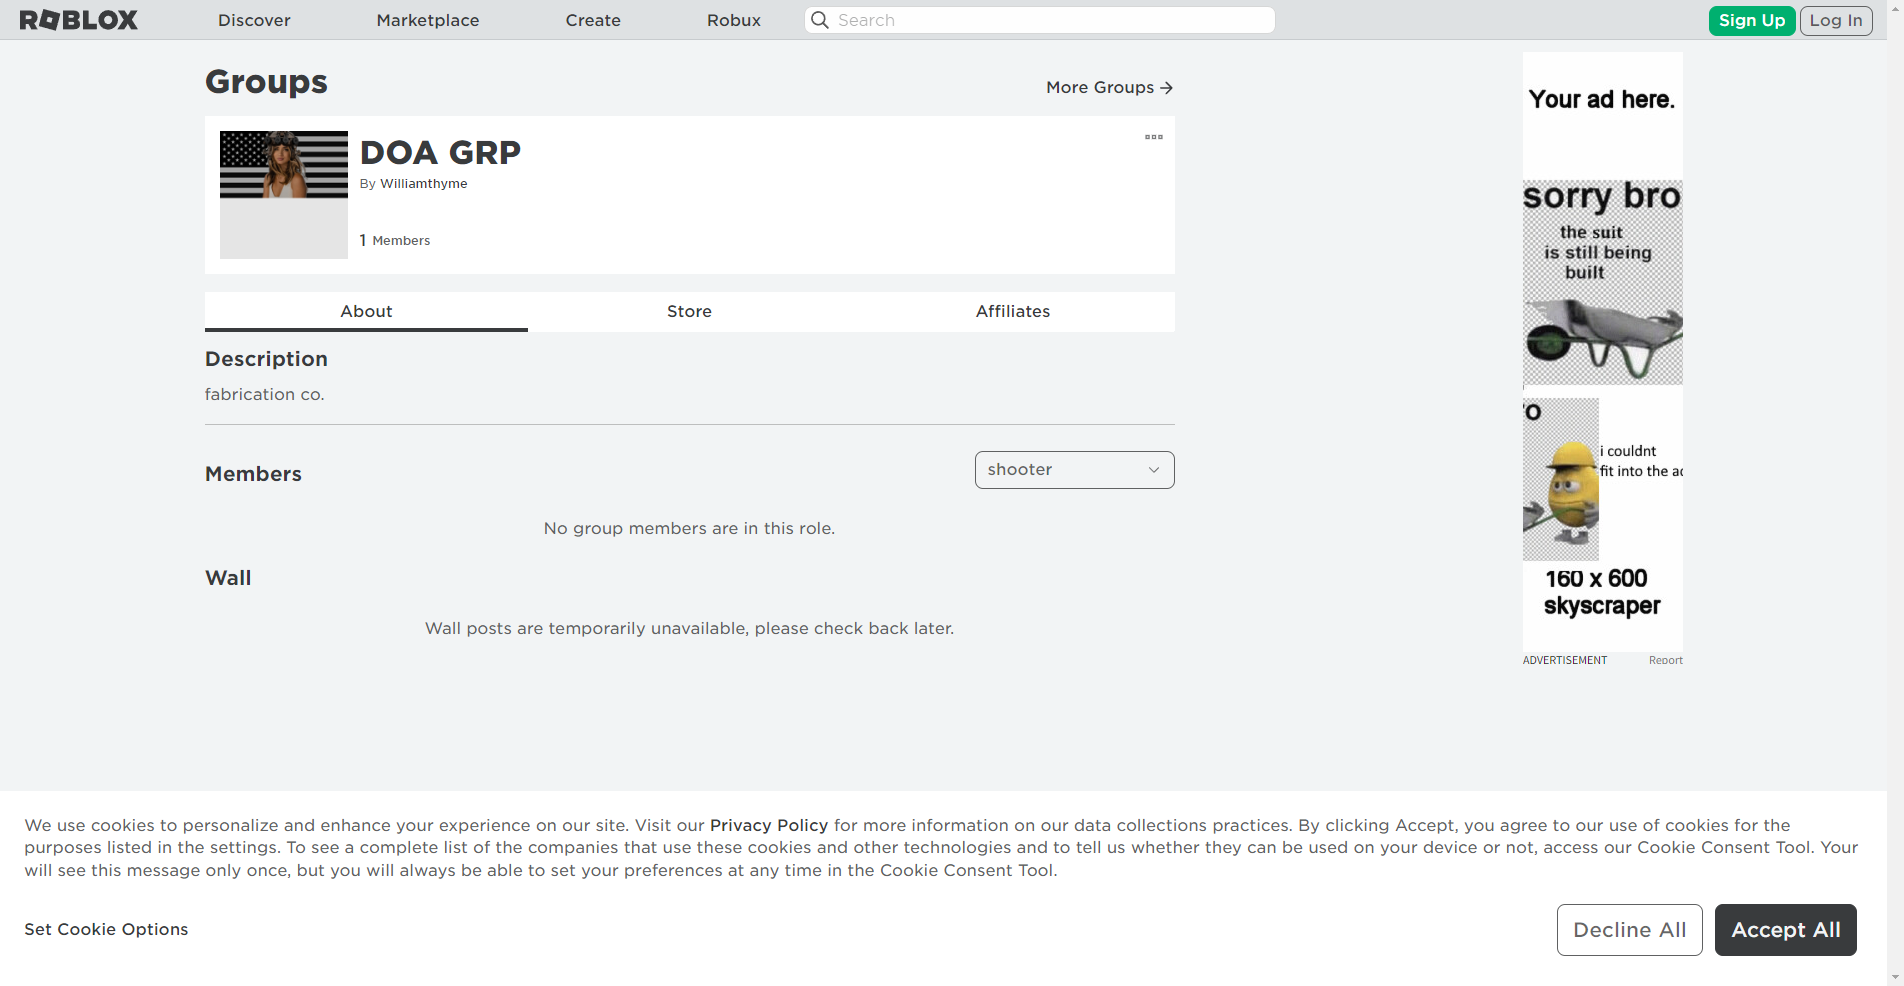 ROBLOX
Discover
Marketplace
Create
Robux
Search
Sign Up
Log In
Groups
More Groups →
DOA GRP
By Williamthyme
1 Members
About
Store
Affiliates
Description
fabrication co.
Members
shooter
No group members are in this role.
Wall
Wall posts are temporarily unavailable, please check back later.
Your ad here.
sorry bro
the suit
is still being
built
ro
i couldnt
fit into the ad
160 x 600
skyscraper
ADVERTISEMENT
Report
We use cookies to personalize and enhance your experience on our site. Visit our Privacy Policy for more information on our data collections practices. By clicking Accept, you agree to our use of cookies for the
purposes listed in the settings. To see a complete list of the companies that use these cookies and other technologies and to tell us whether they can be used on your device or not, access our Cookie Consent Tool. Your
will see this message only once, but you will always be able to set your preferences at any time in the Cookie Consent Tool.
Set Cookie Options
Decline All
Accept All